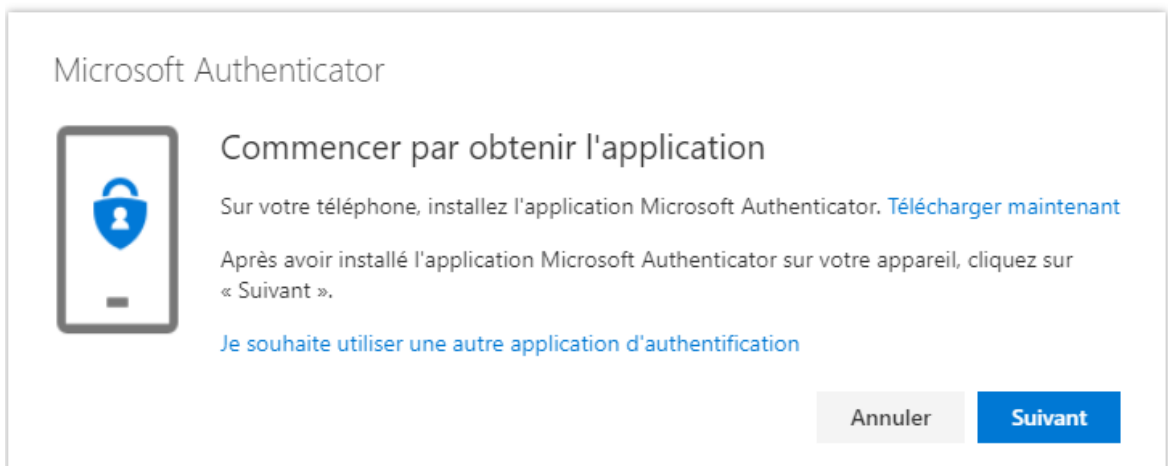 Microsoft Authenticator
Commencer par obtenir l'application
Sur votre téléphone, installez l'application Microsoft Authenticator. Télécharger maintenant
Après avoir installé l'application Microsoft Authenticator sur votre appareil, cliquez sur
« Suivant ».
Je souhaite utiliser une autre application d'authentification
Annuler Suivant